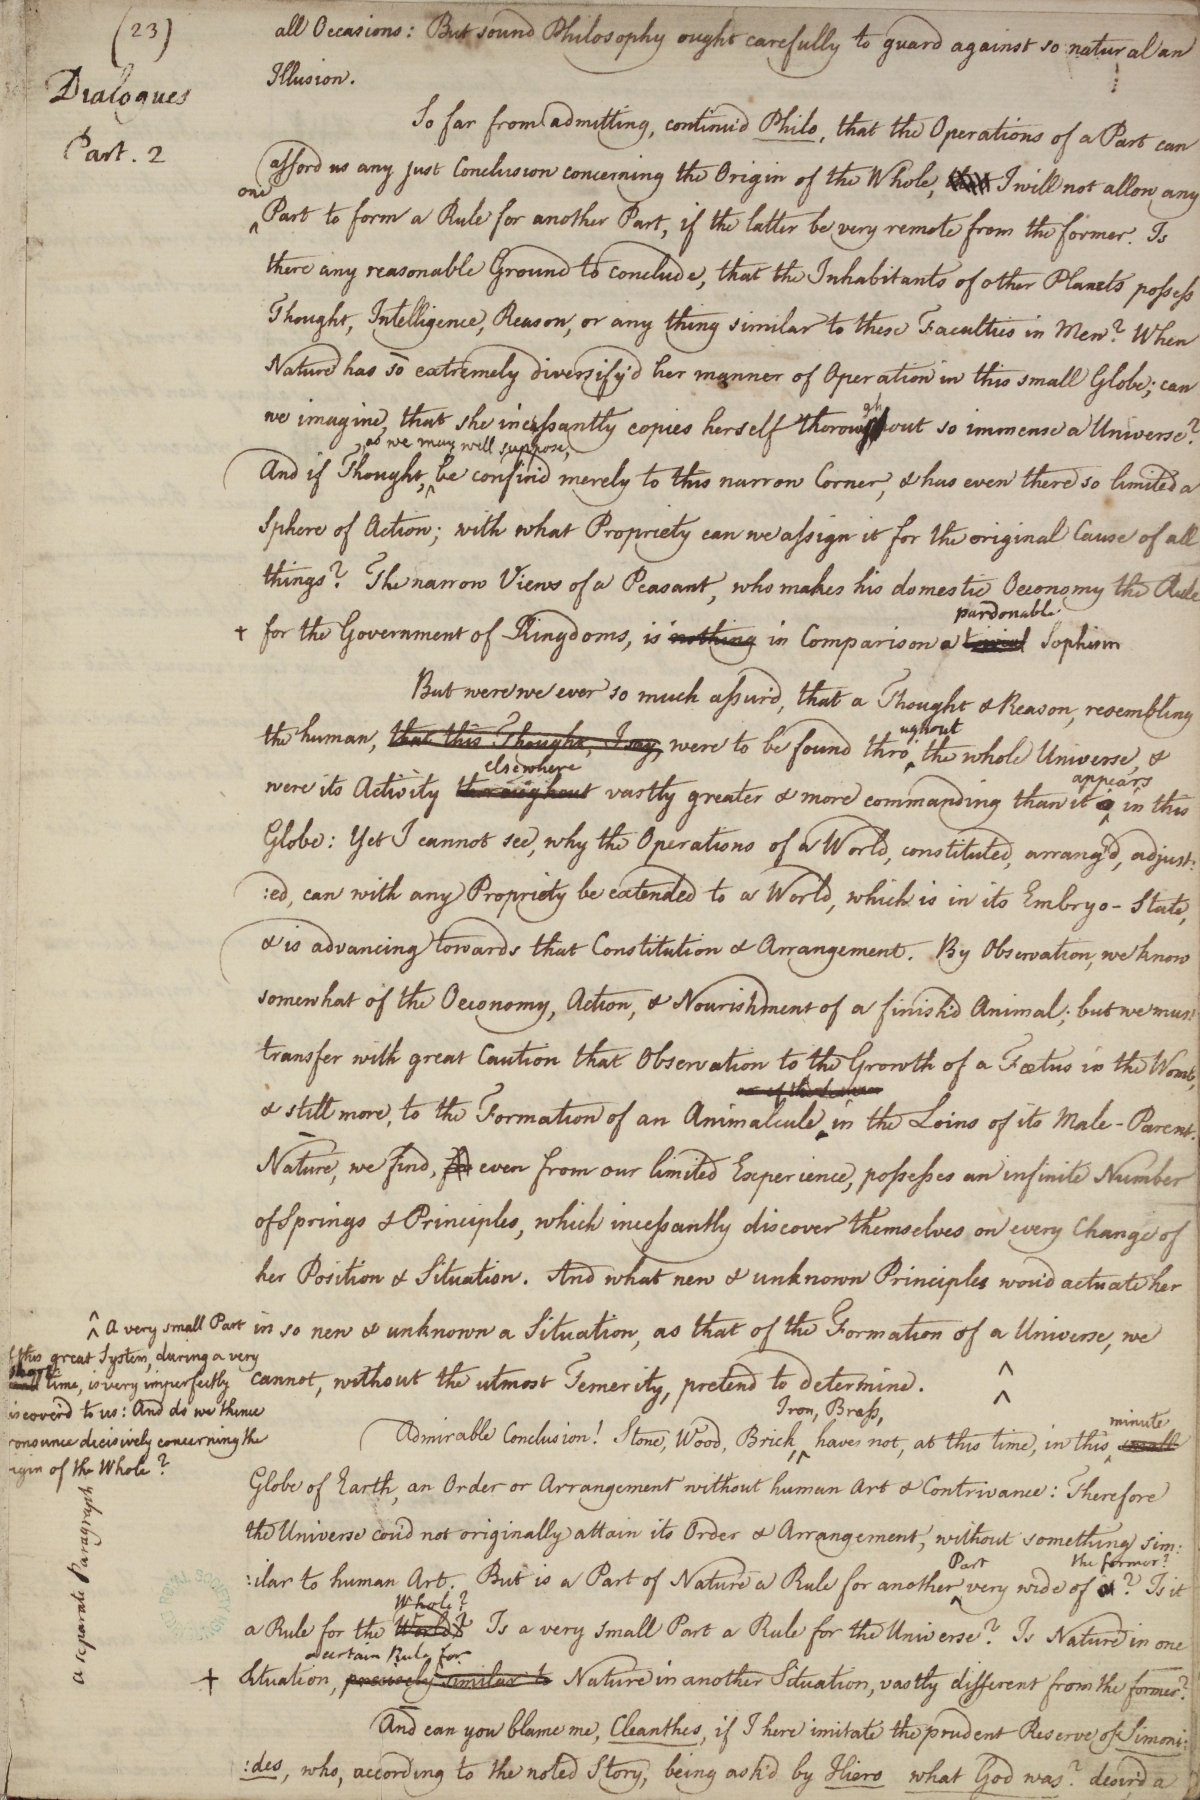 (23)
Dialogues
Part. 2
all Occasions: But sound Philosophy ought carefully to guard against so natural an
Illusion.
So far from admitting, continu'd Philo, that the Operations of a Part can
afford us any just Conclusion concerning the Origin of the Whole, I will not allow any
one
Part to form a Rule for another Part, if the latter be very remote from the former. Is
there any reasonable Ground to conclude, that the Inhabitants of other Planets possess
Thought, Intelligence, Reason, or any thing similar to these Faculties in Men? When
Nature has so extremely diversify'd her manner of Operation in this small Globe; can
we imagine, that she incessantly copies herself thoroughout so immense a Universe?
, as we may well suppose,
And if Thought, be confin'd merely to this narrow Corner, & has even there so limited a
Sphere of Action; with what Propriety can we assign it for the original Cause of all
things? The narrow Views of a Peasant, who makes his domestic Oeconomy the Rule
pardonable
+ for the Government of Kingdoms, is nothing in Comparison a trivial Sophism
But were we ever so much assur'd, that a Thought & Reason, resembling
ughout
the human, that this Thought, I say, were to be found thro' the whole Universe, &
elsewhere appears
were its Activity throughout vastly greater & more commanding than it in this
Globe: Yet I cannot see, why the Operations of a World, constituted, arrang'd, adjust:
:ed, can with any Propriety be extended to a World, which is in its Embryo-State,
& is advancing towards that Constitution & Arrangement. By Observation, we know
somewhat of the Oeconomy, Action, & Nourishment of a finish'd Animal; but we must
transfer with great Caution that Observation to the Growth of a Fœtus in the Womb,
& still more, to the Formation of an Animalcule in the Loins of its Male-Parent.
Nature, we find, even from our limited Experience, possesses an infinite Number
of Springs & Principles, which incessantly discover themselves on every Change of
her Position & Situation. And what new & unknown Principles wou'd actuate her
in so new & unknown a Situation, as that of the Formation of a Universe, we
cannot, without the utmost Temerity, pretend to determine.
^ A very small Part
of this great System, during a very
short time, is very imperfectly
iscover'd to us: And do we thence
ronounce decisively concerning the
rigin of the Whole?
a separate Paragraph
Iron, Brass, minute
Admirable Conclusion! Stone, Wood, Brick, have not, at this time, in this small
Globe of Earth, an Order or Arrangement without human Art & Contrivance: Therefore
the Universe cou'd not originally attain its Order & Arrangement, without something sim:
Part the former?
:ilar to human Art. But is a Part of Nature a Rule for another very wide of ? Is it
Whole?
a Rule for the World? Is a very small Part a Rule for the Universe? Is Nature in one
a certain Rule for
+ Situation, precisely similar to Nature in another Situation, vastly different from the former?
And can you blame me, Cleanthes, if I here imitate the prudent Reserve of Simoni:
:des, who, according to the noted Story, being ask'd by Hiero what God was? desir'd a